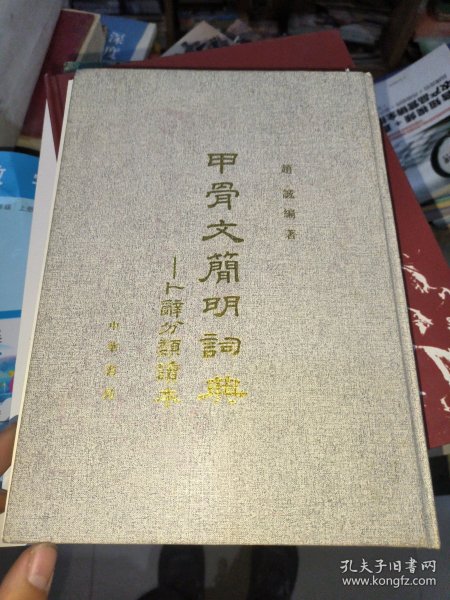 趙誠編著
甲骨文簡明詞典
—卜辭分類讀本
中華書局
孔夫子旧书网
www.kongfz.com